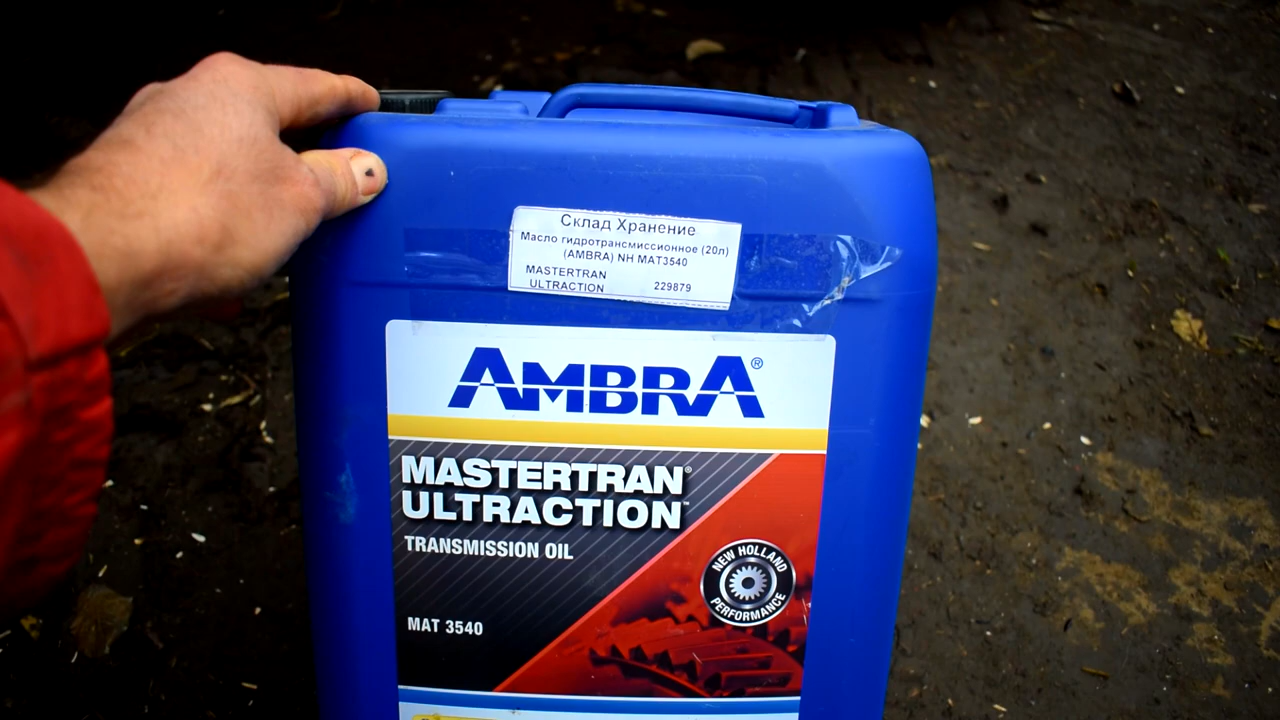 Склад Хранение
Масло гидротрансмиссионное (20л)
(AMBRA) NH MAT3540
MASTERTRAN
ULTRACTION 229879
AMBRA®
MASTERTRAN®
ULTRACTION™
TRANSMISSION OIL
NEW HOLLAND
PERFORMANCE
MAT 3540